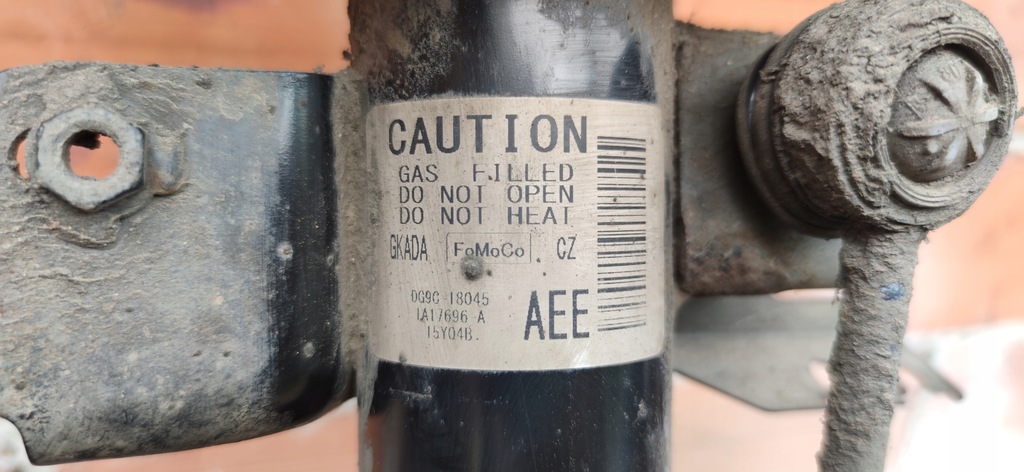 CAUTION
GAS FILLED
DO NOT OPEN
DO NOT HEAT
GKADA FoMoCo . CZ
DG9C 18045
1A17696 A
15Y04B.
AEE